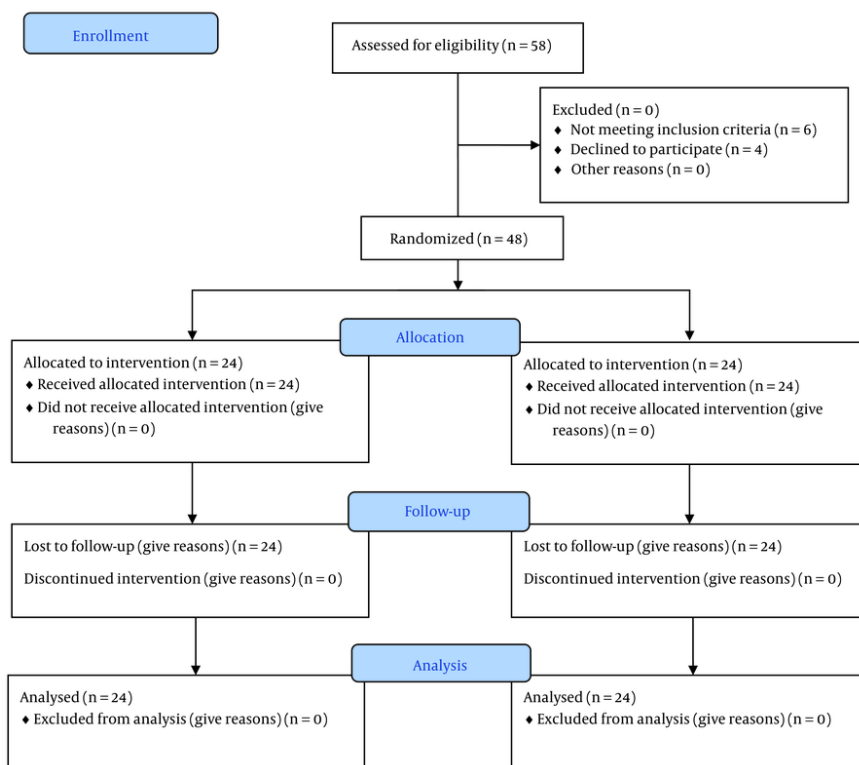 Enrollment
Assessed for eligibility (n = 58)
Excluded (n = 0)
♦ Not meeting inclusion criteria (n = 6)
♦ Declined to participate (n = 4)
♦ Other reasons (n = 0)
Randomized (n = 48)
Allocation
Allocated to intervention (n = 24)
♦ Received allocated intervention (n = 24)
♦ Did not receive allocated intervention (give
reasons) (n = 0)
Allocated to intervention (n = 24)
♦ Received allocated intervention (n = 24)
♦ Did not receive allocated intervention (give
reasons) (n = 0)
Follow-up
Lost to follow-up (give reasons) (n = 24)
Discontinued intervention (give reasons) (n = 0)
Lost to follow-up (give reasons) (n = 24)
Discontinued intervention (give reasons) (n = 0)
Analysis
Analysed (n = 24)
♦ Excluded from analysis (give reasons) (n = 0)
Analysed (n = 24)
♦ Excluded from analysis (give reasons) (n = 0)